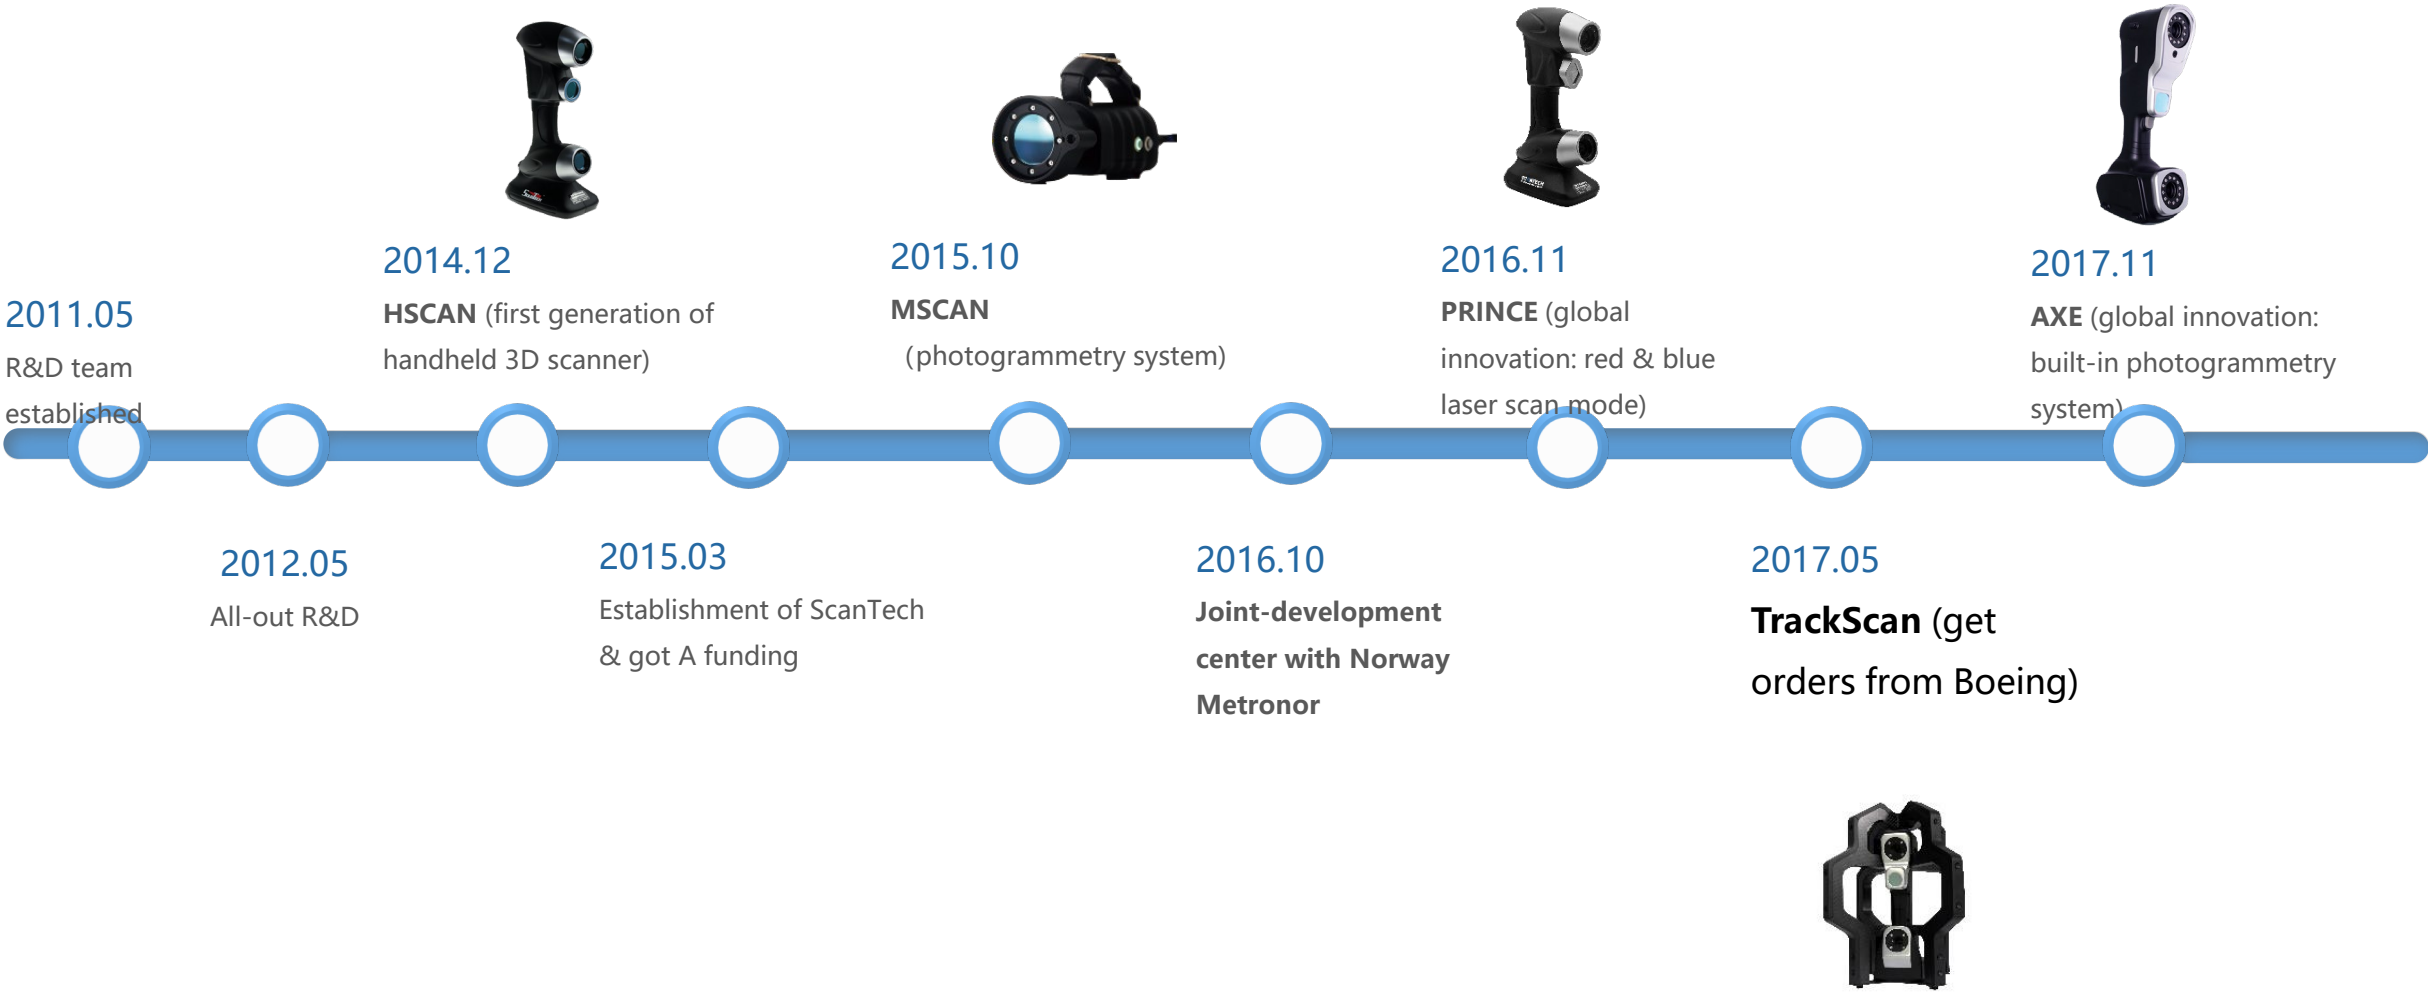 2011.05
R&D team
established
2012.05
All-out R&D
2014.12
HSCAN (first generation of
handheld 3D scanner)
2015.03
Establishment of ScanTech
& got A funding
2015.10
MSCAN
（photogrammetry system)
2016.10
Joint-development
center with Norway
Metronor
2016.11
PRINCE (global
innovation: red & blue
laser scan mode)
2017.05
TrackScan (get
orders from Boeing)
2017.11
AXE (global innovation:
built-in photogrammetry
system)